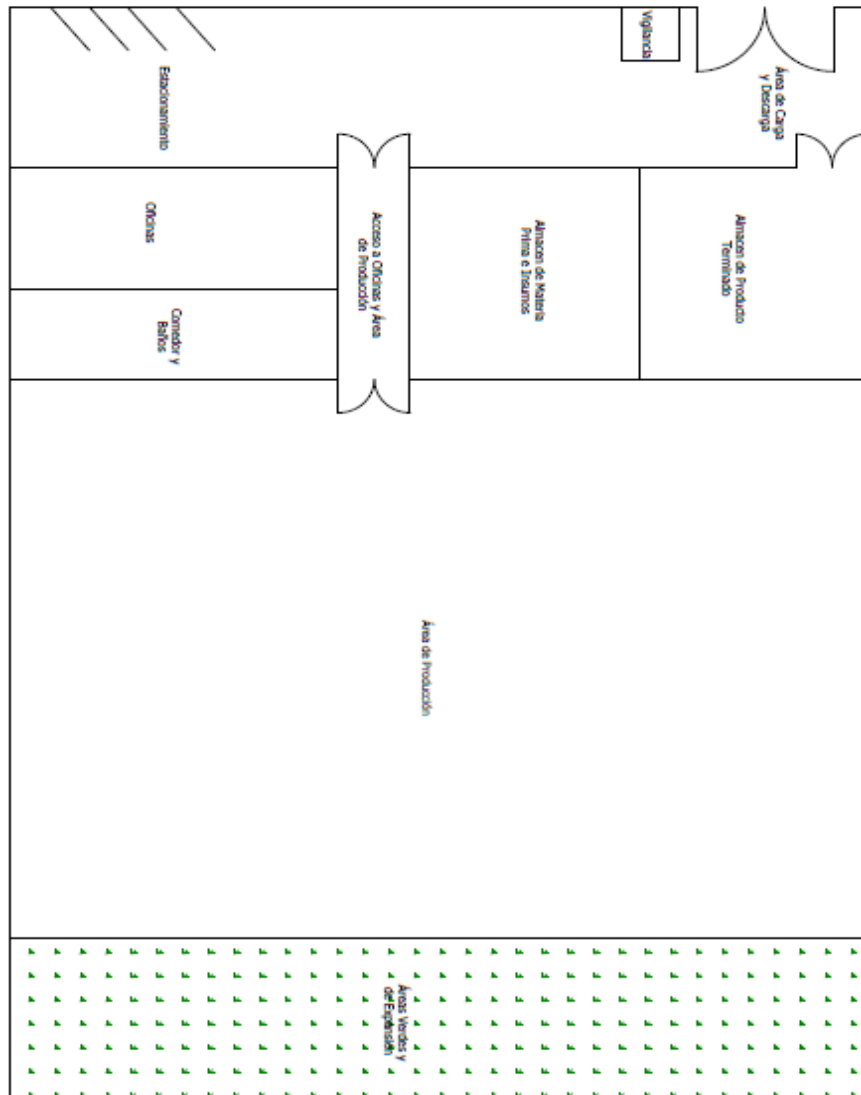 Vigilancia
Área de Carga
y Descarga
Estacionamiento
Oficinas
Acceso a Oficinas y Área
de Producción
Almacen de Materia
Prima e Insumos
Almacen de Producto
Terminado
Comedor y
Baños
Área de Producción
Áreas Verdes y
de Expansión